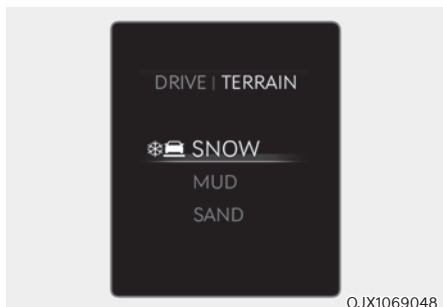 DRIVE | TERRAIN
SNOW
MUD
SAND
OJX1069048